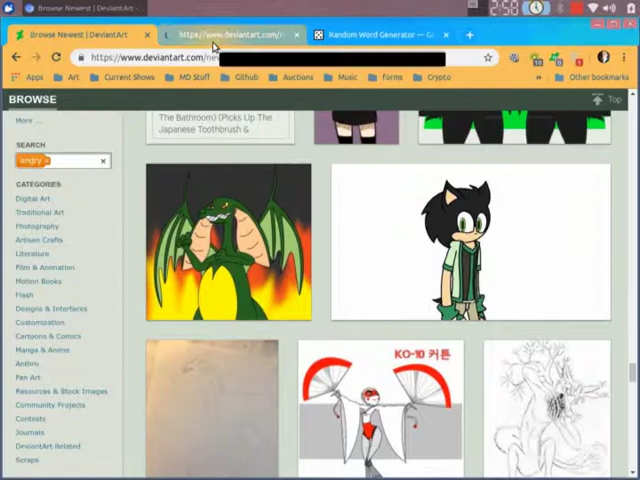 2:58
Browse Newest | DeviantArt
https://www.deviantart.com/n
Random Word Generator — G
https://www.deviantart.com/ne
Apps
Art
Current Shows
MD Stuff
Github
Auctions
Music
forms
Crypto
»
Other bookmarks
BROWSE
Top
More ...
The Bathroom) (Picks Up The
Japanese Toothbrush &
SEARCH
angry
CATEGORIES
Digital Art
Traditional Art
Photography
Artisan Crafts
Literature
Film & Animation
Motion Books
Flash
Designs & Interfaces
Customization
Cartoons & Comics
Manga & Anime
Anthro
Fan Art
Resources & Stock Images
Community Projects
Contests
Journals
DeviantArt Related
Scraps
KO-10 커튼